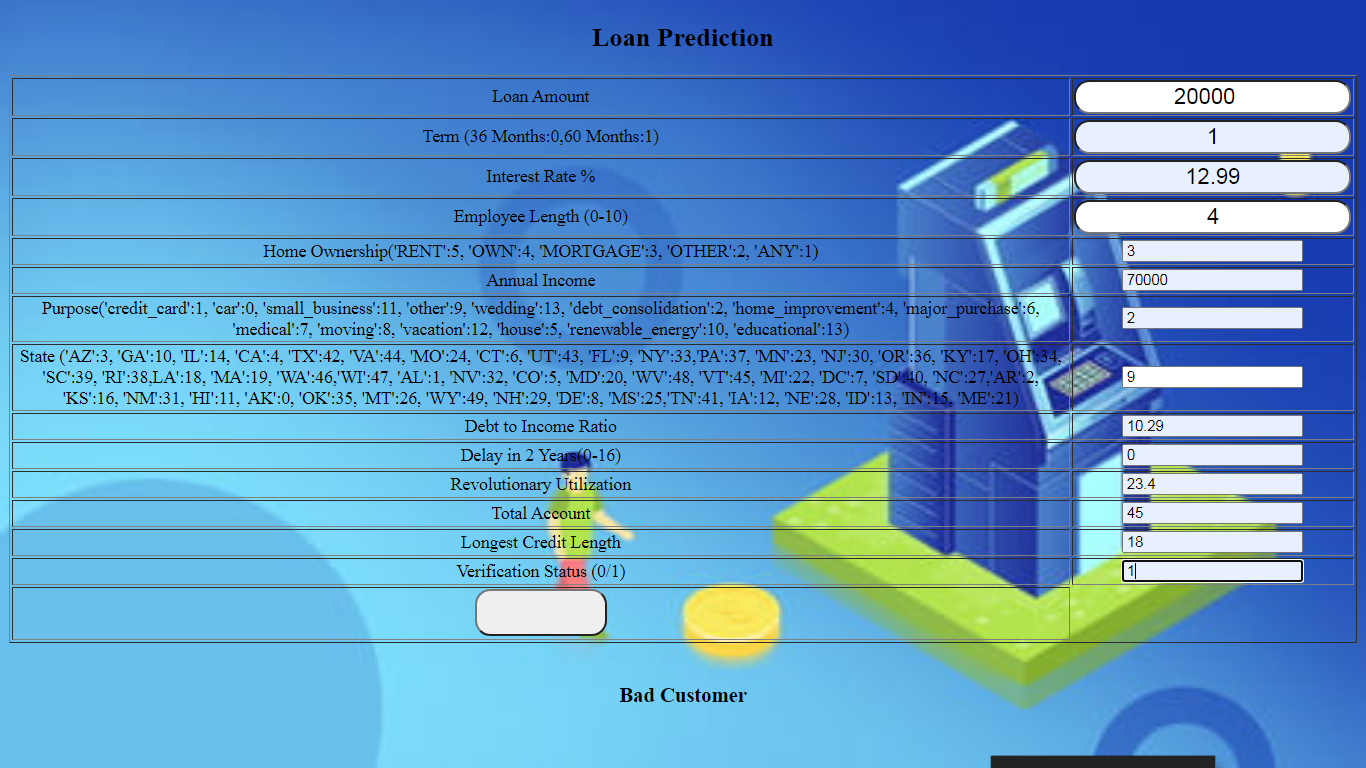 Loan Prediction
Loan Amount 20000
Term (36 Months:0,60 Months:1) 1
Interest Rate % 12.99
Employee Length (0-10) 4
Home Ownership('RENT':5, 'OWN':4, 'MORTGAGE':3, 'OTHER':2, 'ANY':1) 3
Annual Income 70000
Purpose('credit_card':1, 'car':0, 'small_business':11, 'other':9, 'wedding':13, 'debt_consolidation':2, 'home_improvement':4, 'major_purchase':6,
'medical':7, 'moving':8, 'vacation':12, 'house':5, 'renewable_energy':10, 'educational':13) 2
State ('AZ':3, 'GA':10, 'IL':14, 'CA':4, 'TX':42, 'VA':44, 'MO':24, 'CT':6, 'UT':43, 'FL':9, 'NY':33,'PA':37, 'MN':23, 'NJ':30, 'OR':36, 'KY':17, 'OH':34,
'SC':39, 'RI':38,LA':18, 'MA':19, 'WA':46,'WI':47, 'AL':1, 'NV':32, 'CO':5, 'MD':20, 'WV':48, 'VT':45, 'MI':22, 'DC':7, 'SD':40, 'NC':27,'AR':2, 9
'KS':16, 'NM':31, 'HI':11, 'AK':0, 'OK':35, 'MT':26, 'WY':49, 'NH':29, 'DE':8, 'MS':25,'TN':41, 'IA':12, 'NE':28, 'ID':13, 'IN':15, 'ME':21)
Debt to Income Ratio 10.29
Delay in 2 Years(0-16) 0
Revolutionary Utilization 23.4
Total Account 45
Longest Credit Length 18
Verification Status (0/1) 1
Bad Customer